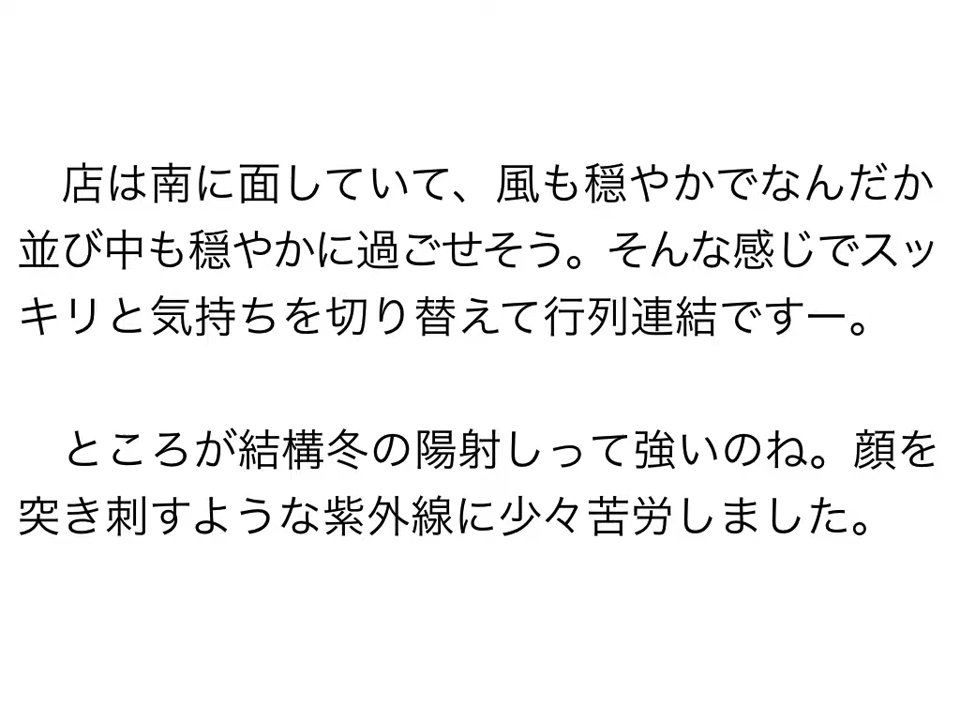 店は南に面していて、風も穏やかでなんだか
並び中も穏やかに過ごせそう。そんな感じでスッ
キリと気持ちを切り替えて行列連結ですー。
　ところが結構冬の陽射しって強いのね。顔を
突き刺すような紫外線に少々苦労しました。